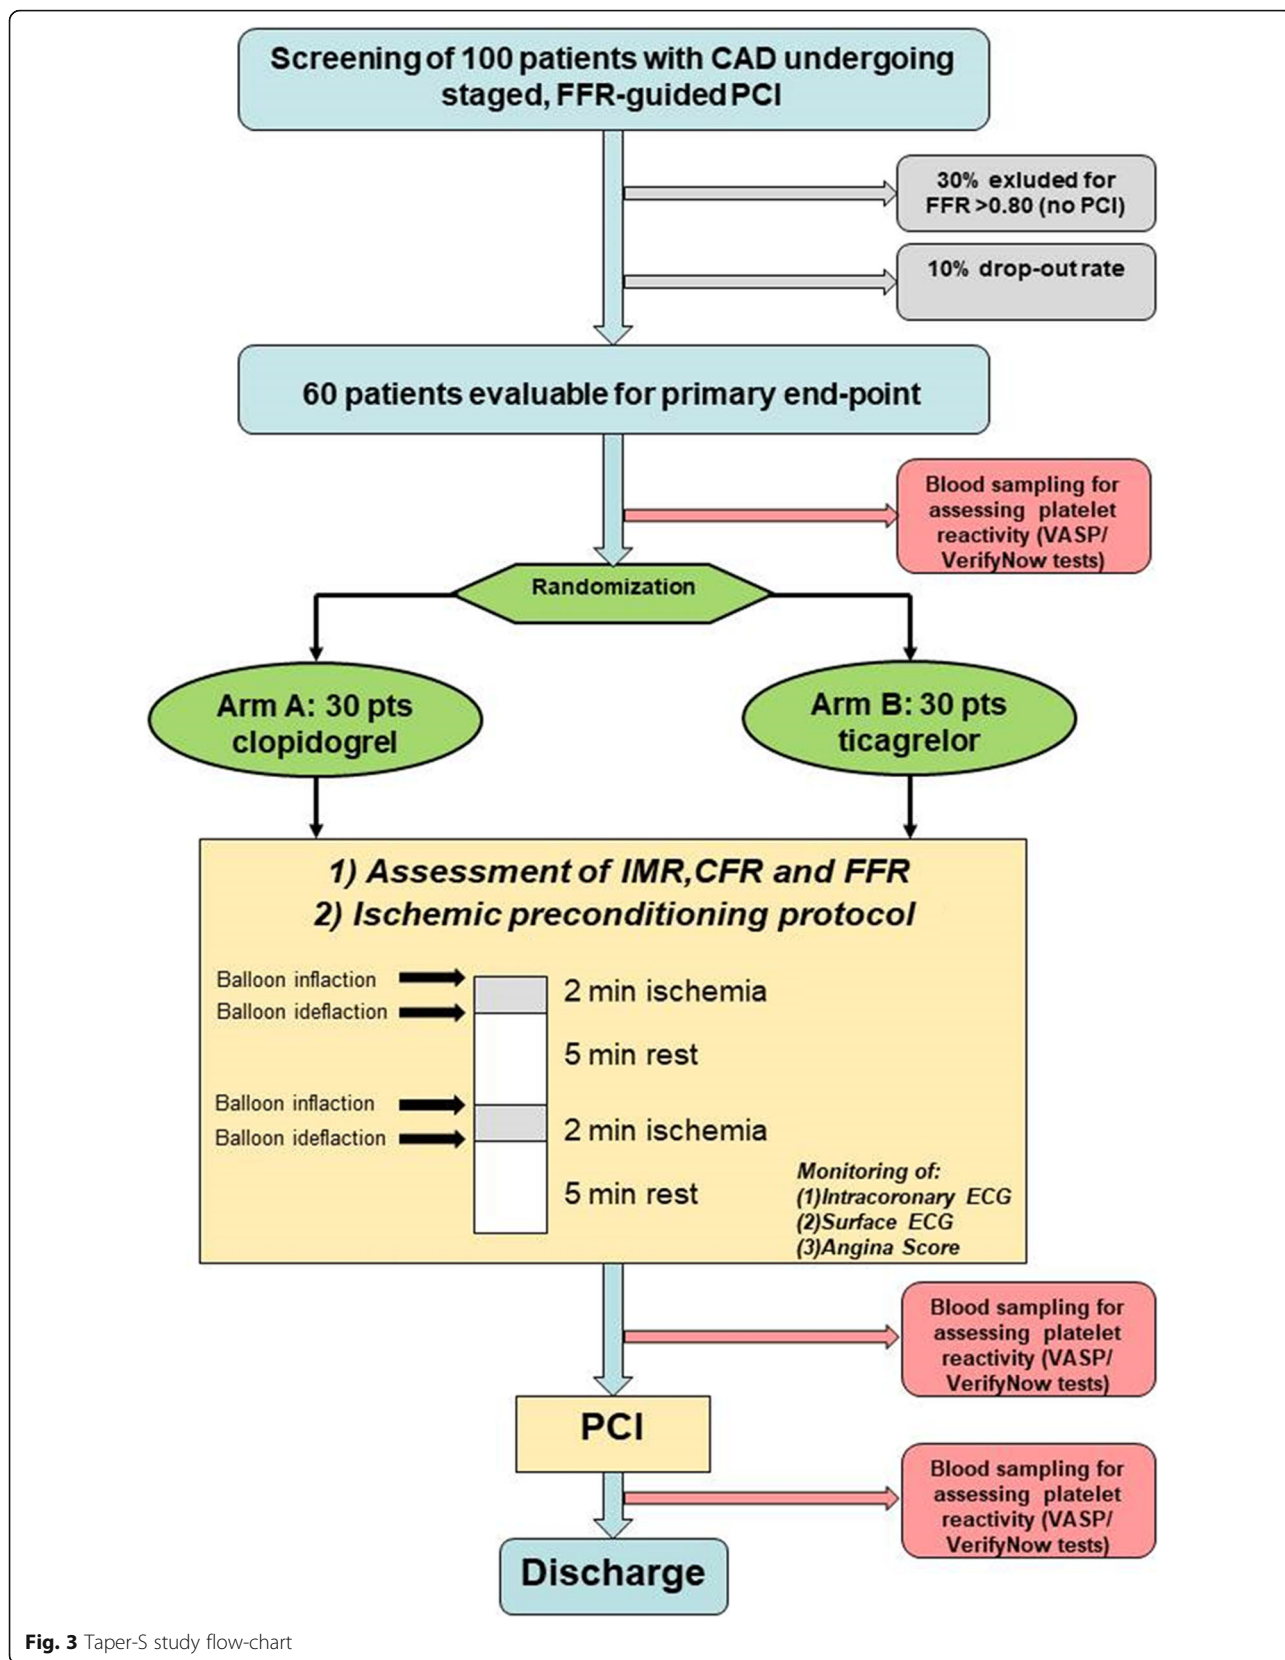 Screening of 100 patients with CAD undergoing
staged, FFR-guided PCI
30% exluded for
FFR >0.80 (no PCI)
10% drop-out rate
60 patients evaluable for primary end-point
Blood sampling for
assessing platelet
reactivity (VASP/
VerifyNow tests)
Randomization
Arm A: 30 pts
clopidogrel
Arm B: 30 pts
ticagrelor
1) Assessment of IMR,CFR and FFR
2) Ischemic preconditioning protocol
Balloon inflaction
2 min ischemia
Balloon ideflaction
5 min rest
Balloon inflaction
2 min ischemia
Balloon ideflaction
5 min rest
Monitoring of:
(1)Intracoronary ECG
(2)Surface ECG
(3)Angina Score
Blood sampling for
assessing platelet
reactivity (VASP/
VerifyNow tests)
PCI
Blood sampling for
assessing platelet
reactivity (VASP/
VerifyNow tests)
Discharge
Fig. 3 Taper-S study flow-chart